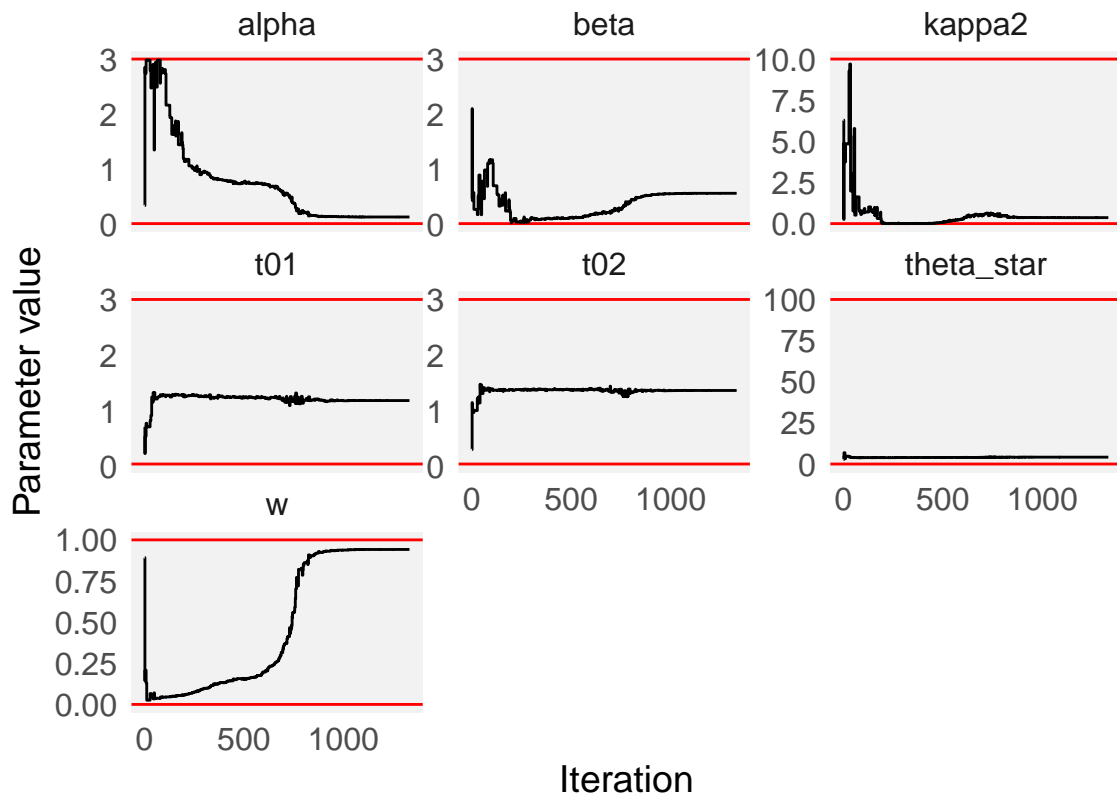 alpha beta kappa2
3 3 10.0
7.5
2 2
5.0
1 1
2.5
0 0 0.0
t01 t02 theta_star
3 3 100
75
2 2
50
1 1
25
0 0 0
0 500 1000 0 500 1000
w
1.00
0.75
0.50
0.25
0.00
0 500 1000
Parameter value
Iteration